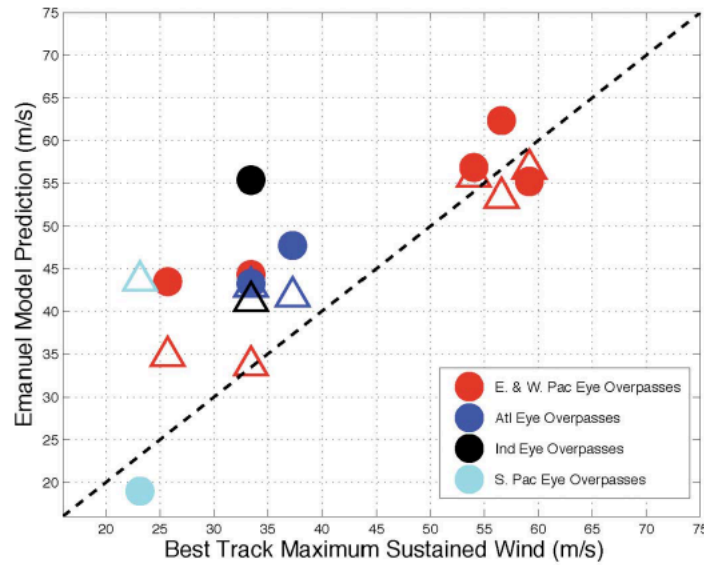 75
70
65
60
55
50
45
40
35
30
25
20
Emanuel Model Prediction (m/s)
E. & W. Pac Eye Overpasses
Atl Eye Overpasses
Ind Eye Overpasses
S. Pac Eye Overpasses
20 25 30 35 40 45 50 55 60 65 70 75
Best Track Maximum Sustained Wind (m/s)